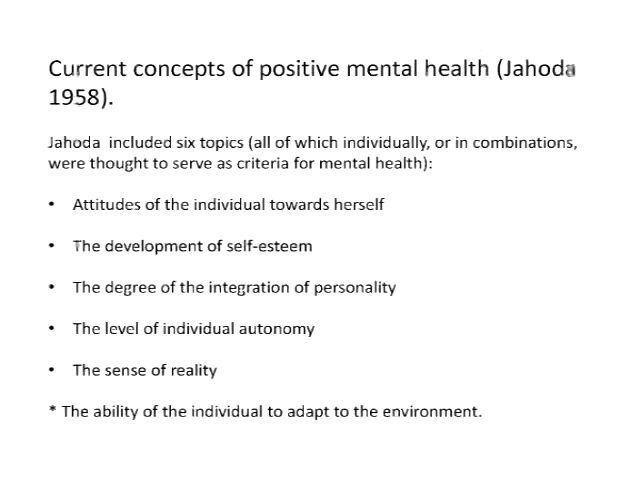 Current concepts of positive mental health (Jahoda
1958).
Jahoda included six topics (all of which individually, or in combinations,
were thought to serve as criteria for mental health):
• Attitudes of the individual towards herself
• The development of self-esteem
• The degree of the integration of personality
• The level of individual autonomy
• The sense of reality
* The ability of the individual to adapt to the environment.